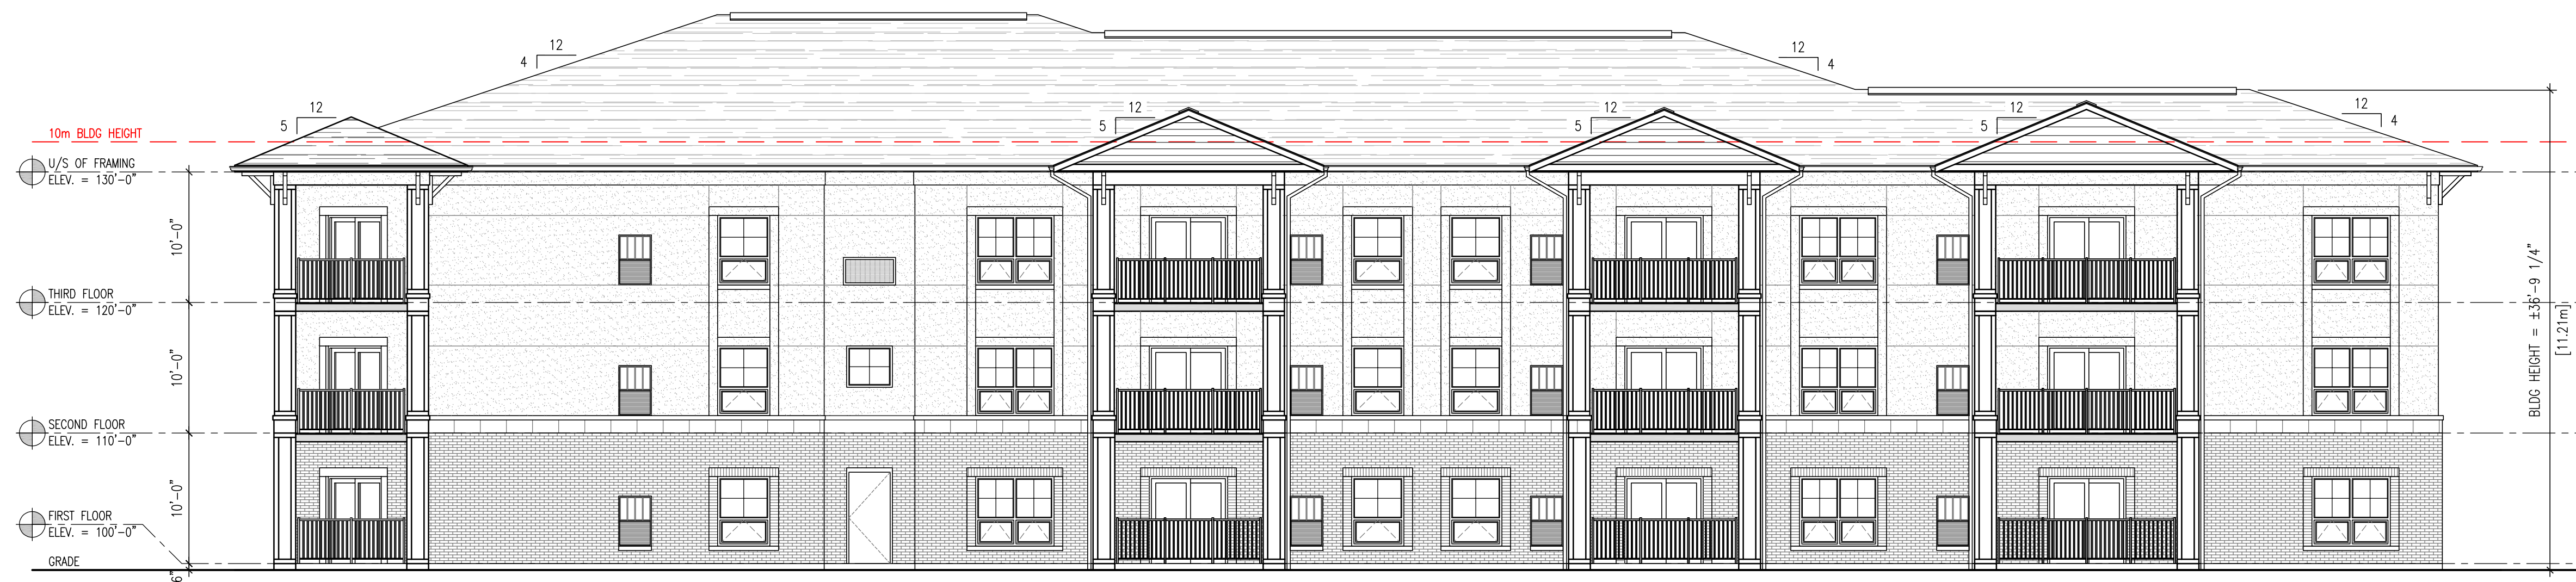 12
4
12
4
12
4
12
5
12
5
12
5
12
5
10m BLDG HEIGHT
U/S OF FRAMING
ELEV. = 130'-0"
10'-0"
THIRD FLOOR
ELEV. = 120'-0"
10'-0"
SECOND FLOOR
ELEV. = 110'-0"
10'-0"
FIRST FLOOR
ELEV. = 100'-0"
GRADE
6"
BLDG HEIGHT = ±36'-9 1/4"
[11.21m]